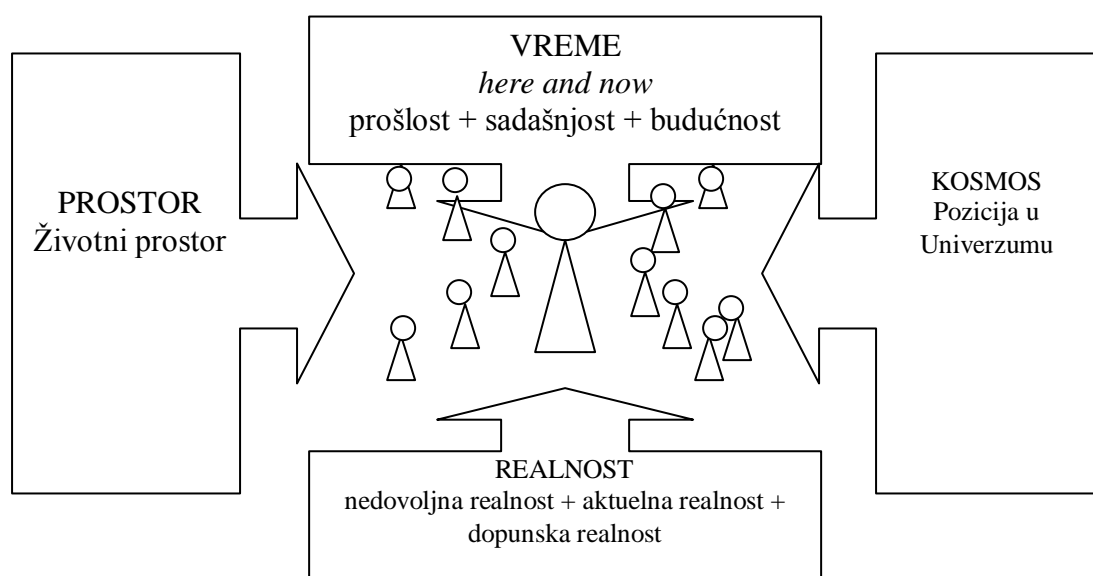 VREME
here and now
prošlost + sadašnjost + budućnost
PROSTOR
Životni prostor
KOSMOS
Pozicija u
Univerzumu
REALNOST
nedovoljna realnost + aktuelna realnost +
dopunska realnost